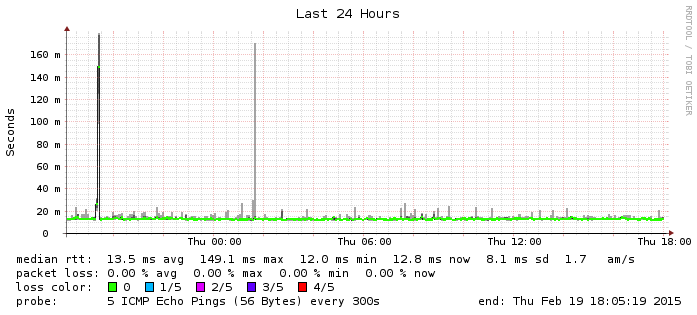 Last 24 Hours
RRDTOOL / TOBI OETIKER
Seconds
160 m
140 m
120 m
100 m
80 m
60 m
40 m
20 m
0
Thu 00:00 Thu 06:00 Thu 12:00 Thu 18:00
median rtt: 13.5 ms avg 149.1 ms max 12.0 ms min 12.8 ms now 8.1 ms sd 1.7 am/s
packet loss: 0.00 % avg 0.00 % max 0.00 % min 0.00 % now
loss color: 0 1/5 2/5 3/5 4/5
probe: 5 ICMP Echo Pings (56 Bytes) every 300s end: Thu Feb 19 18:05:19 2015